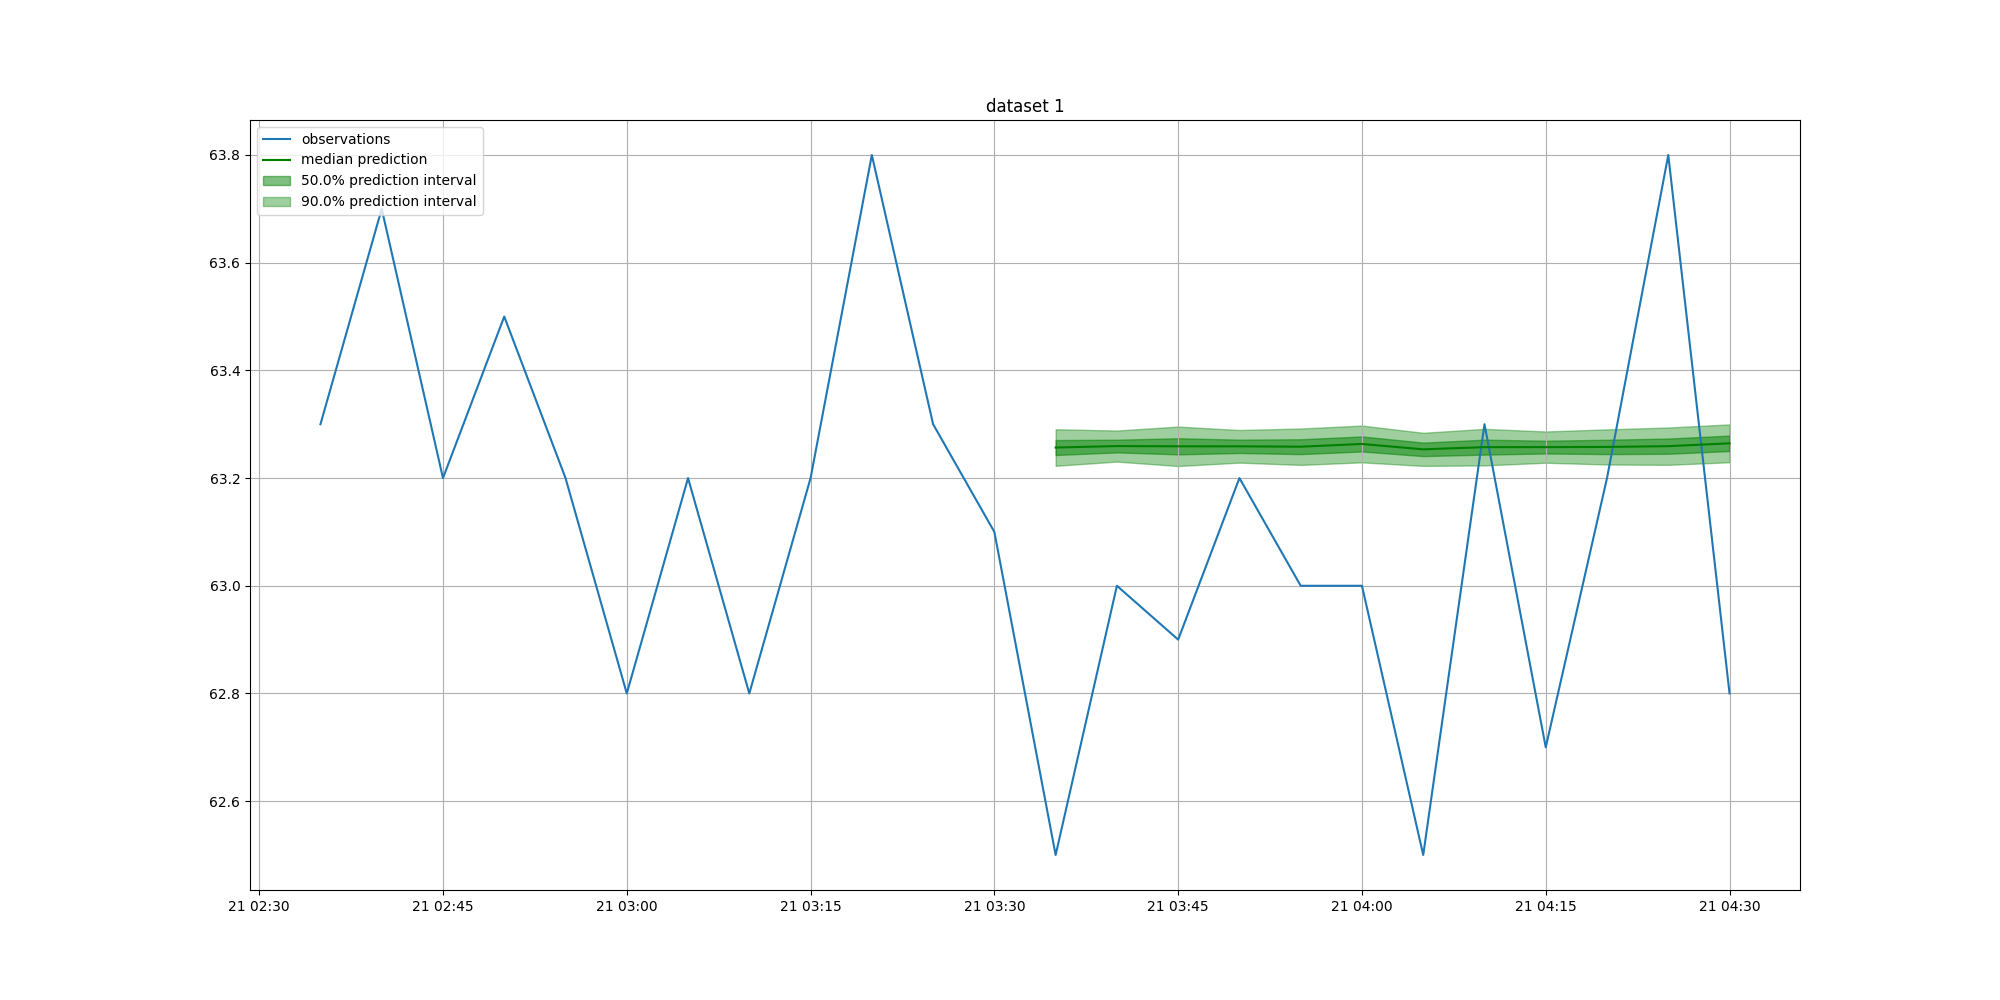 dataset 1
observations
median prediction
50.0% prediction interval
90.0% prediction interval
63.8
63.6
63.4
63.2
63.0
62.8
62.6
21 02:30 21 02:45 21 03:00 21 03:15 21 03:30 21 03:45 21 04:00 21 04:15 21 04:30